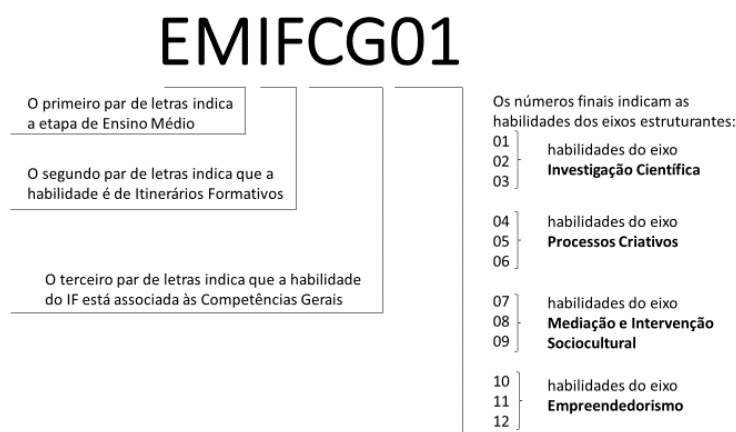 EMIFCG01
O primeiro par de letras indica
a etapa de Ensino Médio
O segundo par de letras indica que a
habilidade é de Itinerários Formativos
O terceiro par de letras indica que a habilidade
do IF está associada às Competências Gerais
Os números finais indicam as
habilidades dos eixos estruturantes:
01
02
03
habilidades do eixo
Investigação Científica
04
05
06
habilidades do eixo
Processos Criativos
07
08
09
habilidades do eixo
Mediação e Intervenção
Sociocultural
10
11
12
habilidades do eixo
Empreendedorismo